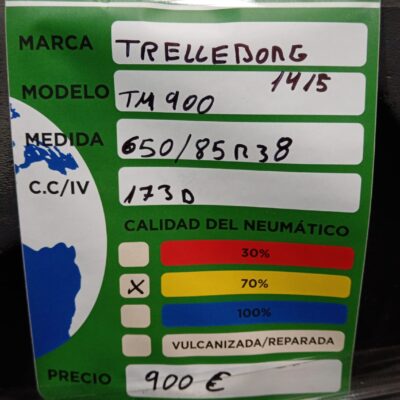 MARCA TRELLEBORG
1415
MODELO TM 900
MEDIDA 650/85R38
C.C/IV 173D
CALIDAD DEL NEUMÁTICO
30%
X 70%
100%
VULCANIZADA/REPARADA
PRECIO 900 €